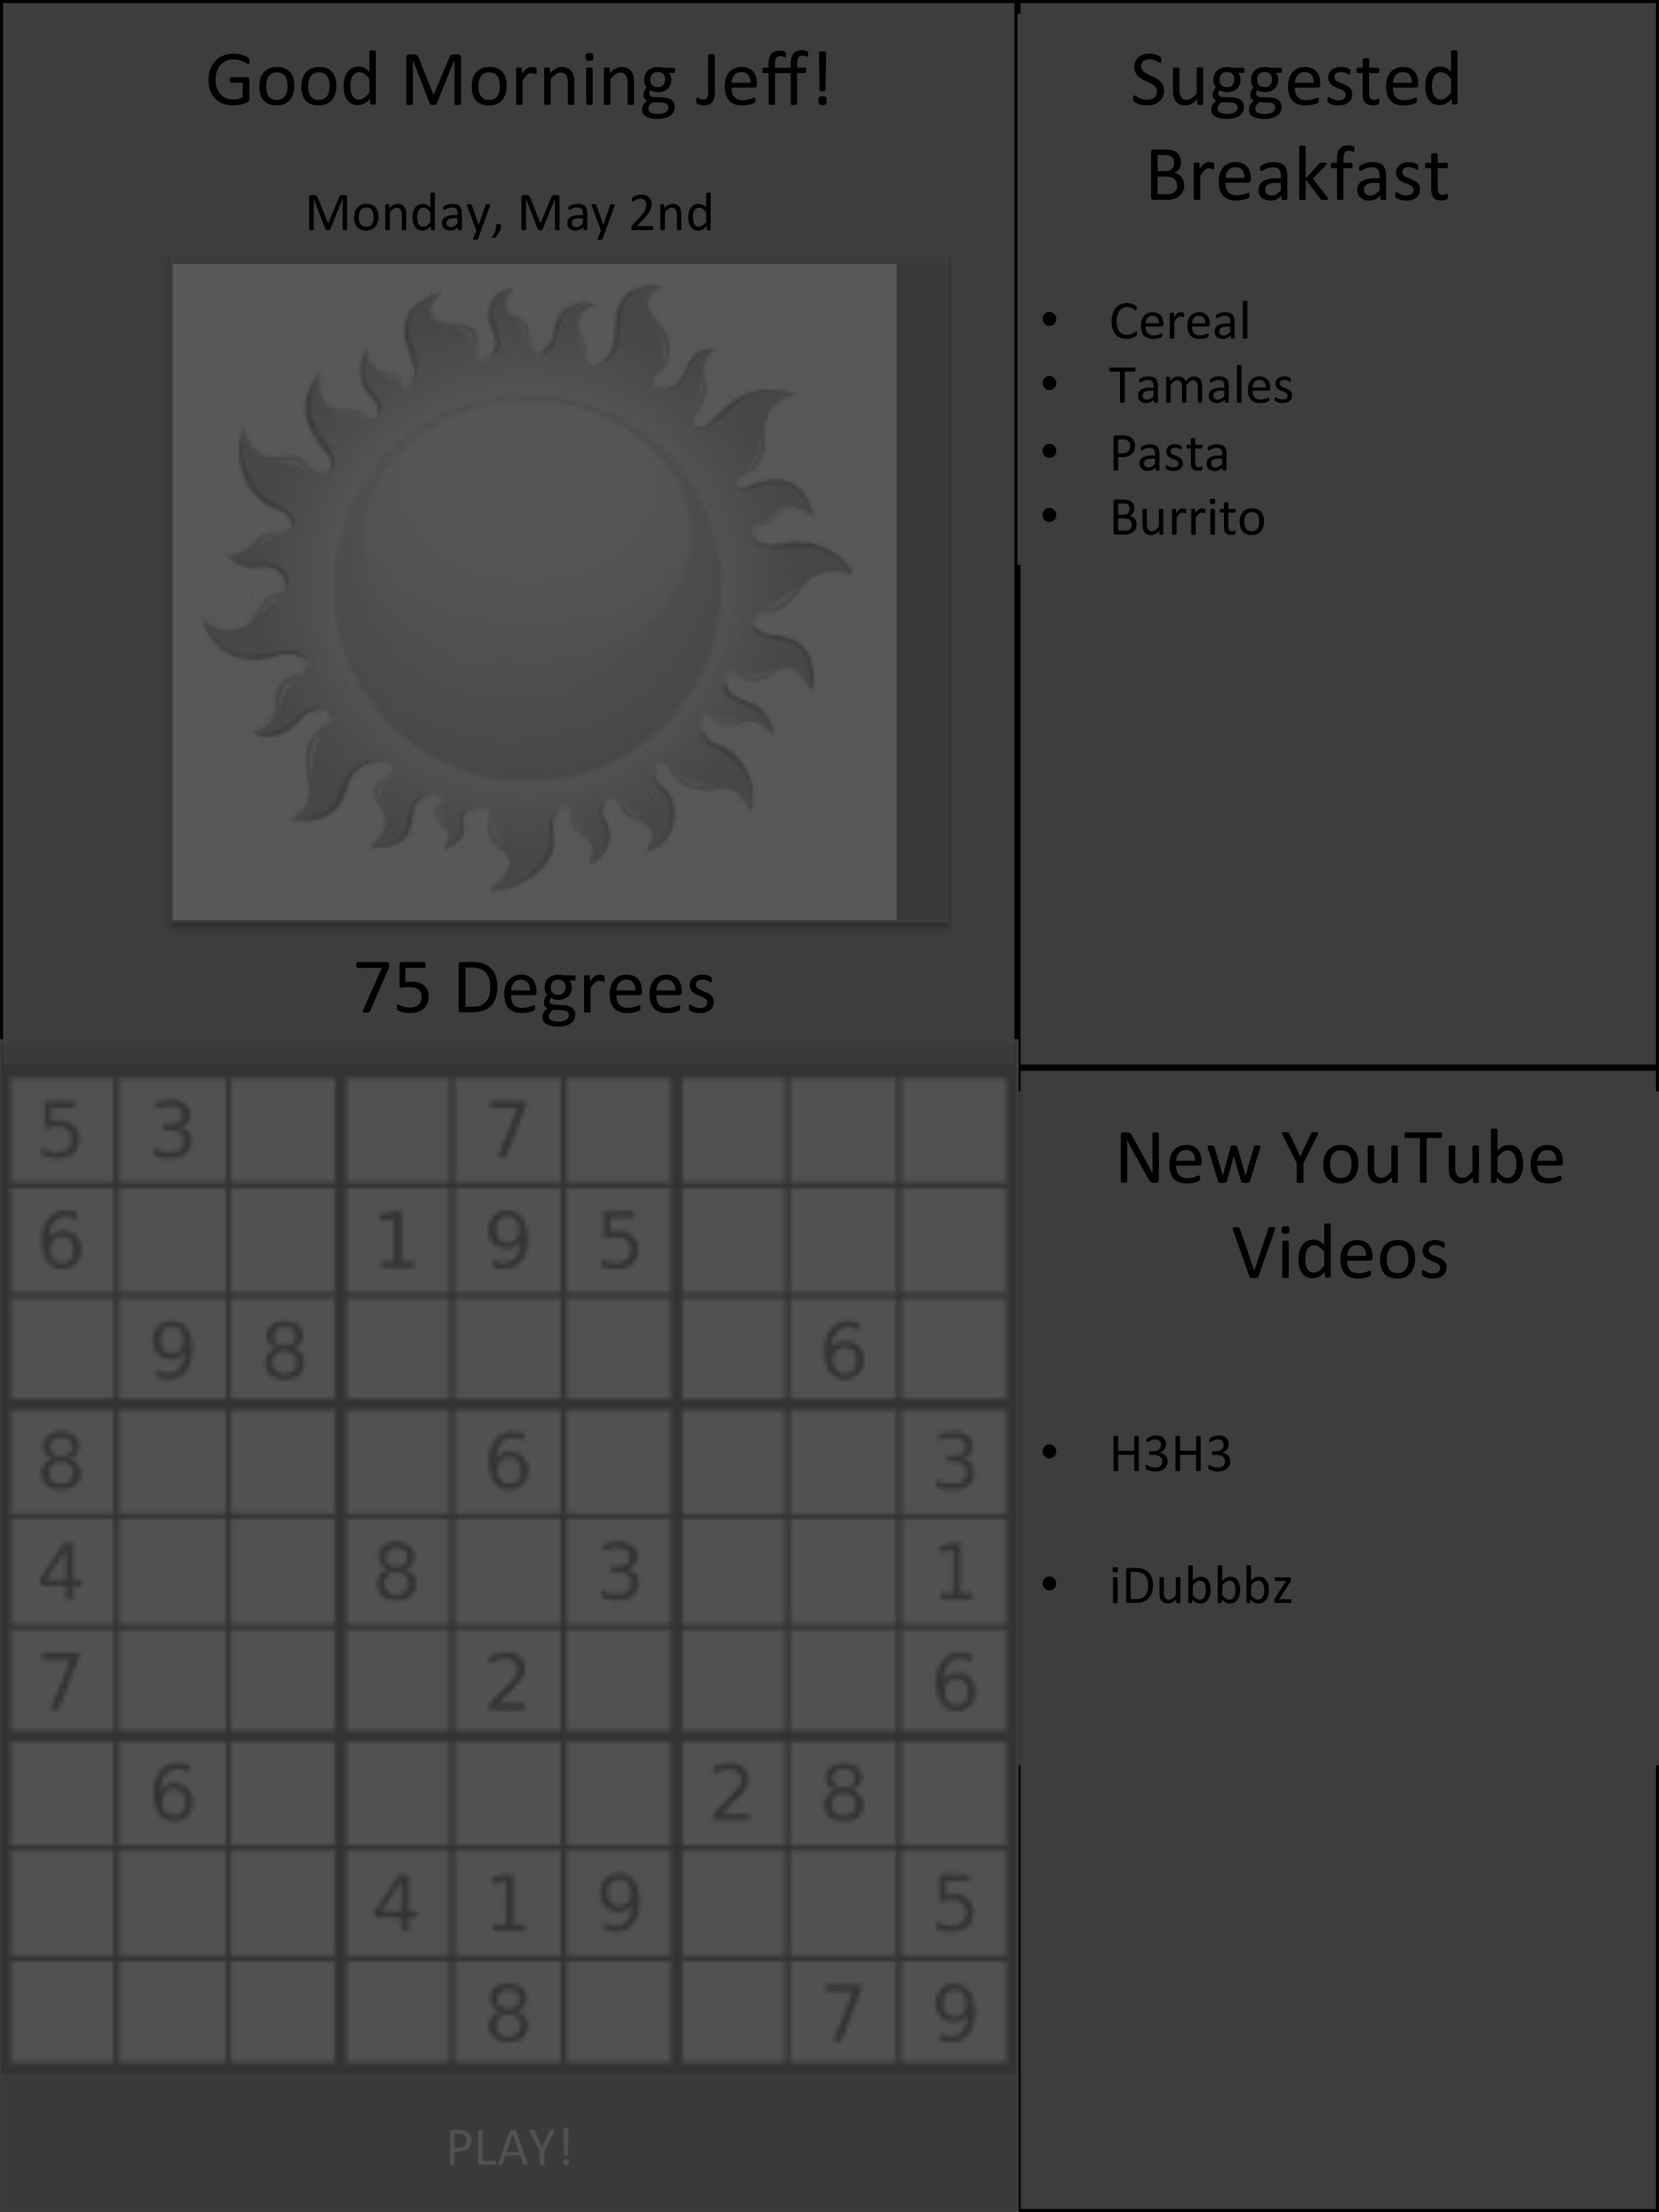 Good Morning Jeff!
Monday, May 2nd
75 Degrees
Suggested
Breakfast
• Cereal
• Tamales
• Pasta
• Burrito
5 3 7
6 1 9 5
9 8 6
8 6 3
4 8 3 1
7 2 6
6 2 8
4 1 9 5
8 7 9
PLAY!
New YouTube
Videos
• H3H3
• iDubbbz